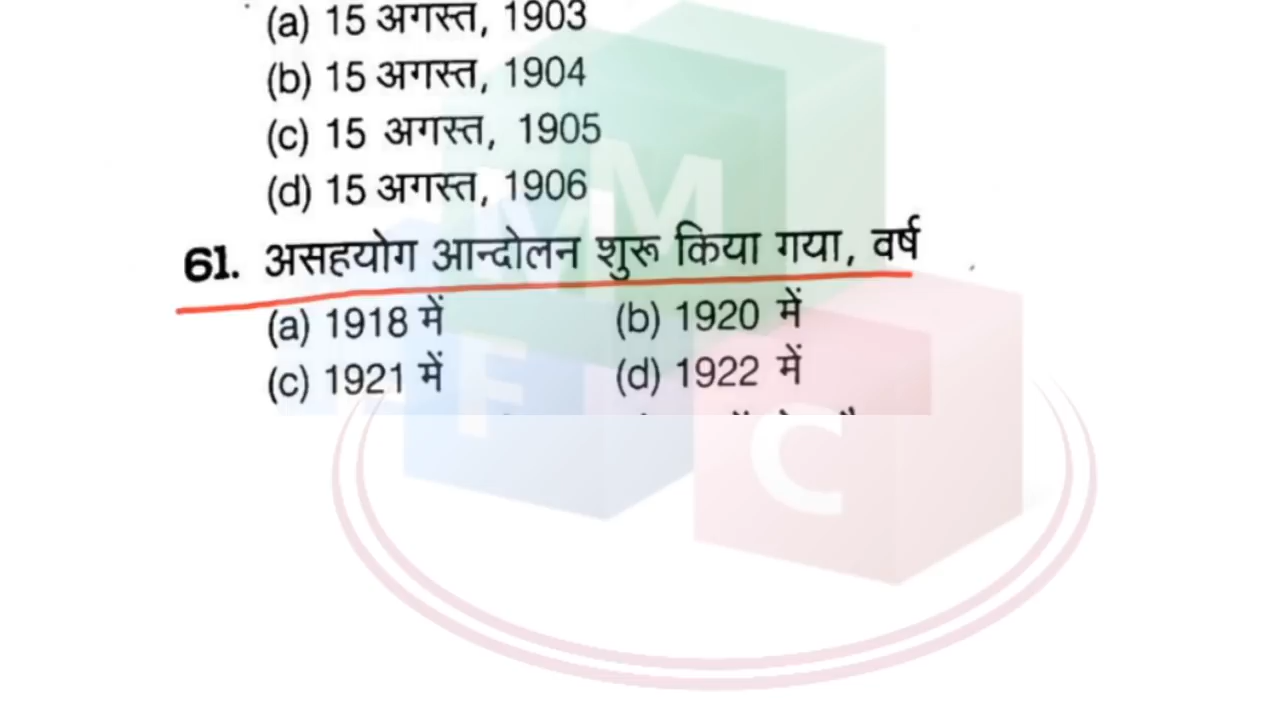 (a) 15 अगस्त, 1903
(b) 15 अगस्त, 1904
(c) 15 अगस्त, 1905
(d) 15 अगस्त, 1906
61. असहयोग आन्दोलन शुरू किया गया, वर्ष
(a) 1918 में (b) 1920 में
(c) 1921 में (d) 1922 में
M M
F
C